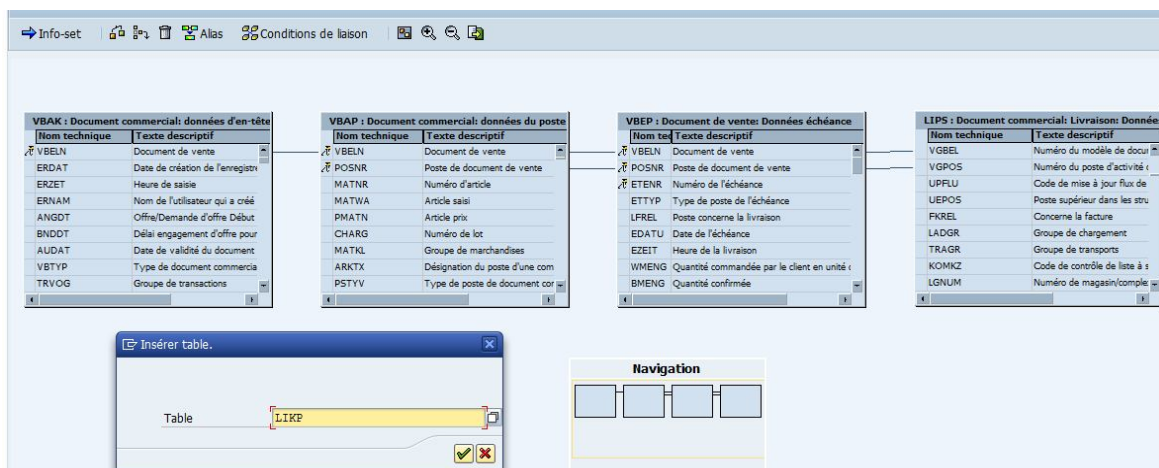 Info-set Alias Conditions de liaison
VBAK : Document commercial: données d'en-tête
Nom technique Texte descriptif
VBELN Document de vente
ERDAT Date de création de l'enregistre
ERZET Heure de saisie
ERNAM Nom de l'utilisateur qui a créé
ANGDT Offre/Demande d'offre Début
BNDDT Délai engagement d'offre pour
AUDAT Date de validité du document
VBTYP Type de document commercia
TRVOG Groupe de transactions
VBAP : Document commercial: données du poste
Nom technique Texte descriptif
VBELN Document de vente
POSNR Poste de document de vente
MATNR Numéro d'article
MATWA Article saisi
PMATN Article prix
CHARG Numéro de lot
MATKL Groupe de marchandises
ARKTX Désignation du poste d'une com
PSTYV Type de poste de document cor
VBEP : Document de vente: Données échéance
Nom tec Texte descriptif
VBELN Document de vente
POSNR Poste de document de vente
ETENR Numéro de l'échéance
ETTYP Type de poste de l'échéance
LFREL Poste concerne la livraison
EDATU Date de l'échéance
EZEIT Heure de la livraison
WMENG Quantité commandée par le client en unité
BMENG Quantité confirmée
LIPS : Document commercial: Livraison: Donnée
Nom technique Texte descriptif
VGBEL Numéro du modèle de docur
VGPOS Numéro du poste d'activité
UPFLU Code de mise à jour flux de
UEPOS Poste supérieur dans les stru
FKREL Concerne la facture
LADGR Groupe de chargement
TRAGR Groupe de transports
KOMKZ Code de contrôle de liste à s
LGNUM Numéro de magasin/comple
Insérer table.
Table LIKP
Navigation